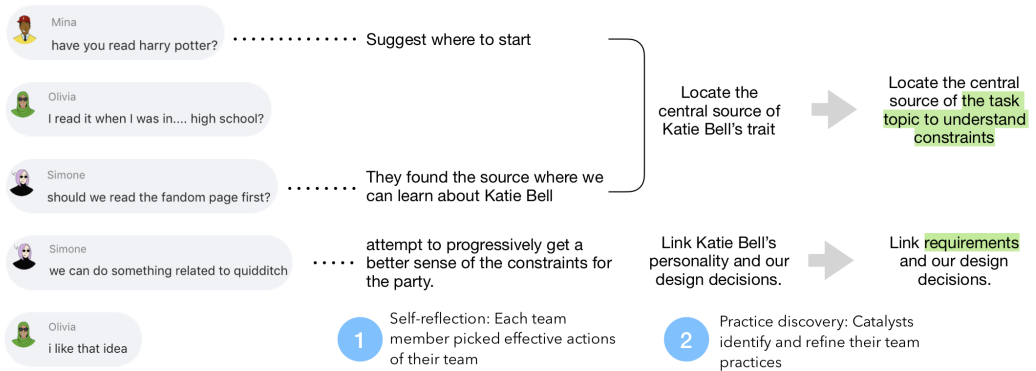 Mina
have you read harry potter?
Olivia
I read it when I was in.... high school?
Simone
should we read the fandom page first?
Simone
we can do something related to quidditch
Olivia
i like that idea
Suggest where to start
They found the source where we
can learn about Katie Bell
attempt to progressively get a
better sense of the constraints for
the party.
1
Self-reflection: Each team
member picked effective actions
of their team
Locate the
central source of
Katie Bell's trait
Link Katie Bell's
personality and our
design decisions.
2
Practice discovery: Catalysts
identify and refine their team
practices
Locate the central
source of the task
topic to understand
constraints
Link requirements
and our design
decisions.